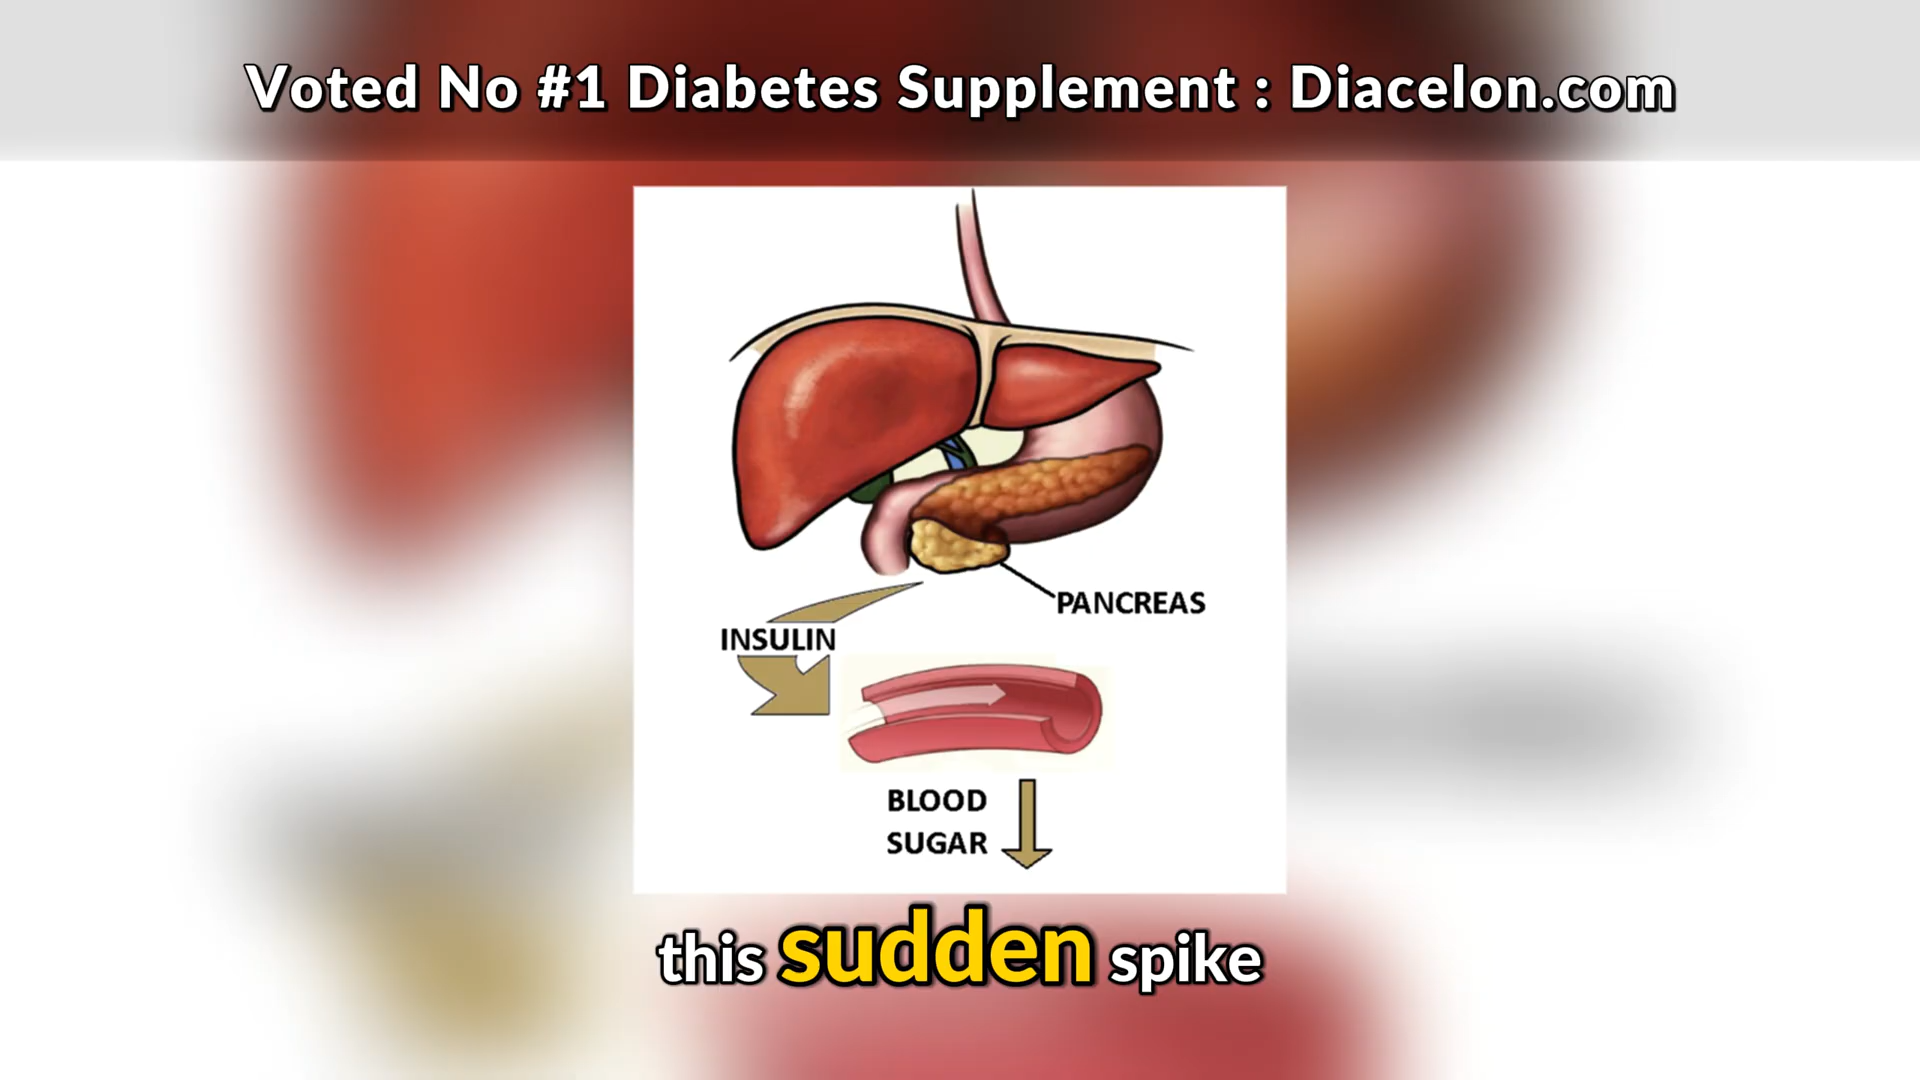 Voted No #1 Diabetes Supplement : Diacelon.com
PANCREAS
INSULIN
BLOOD
SUGAR
this sudden spike